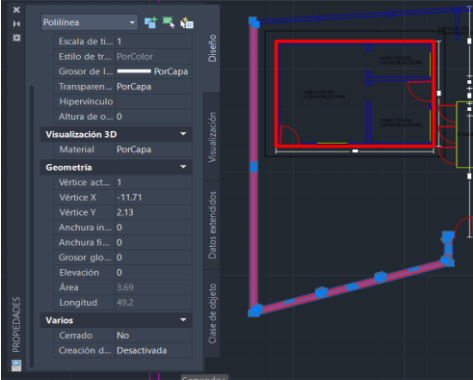 Polilínea
Escala de ti... 1
Estilo de tr... PorColor
Grosor de l... PorCapa
Transparen... PorCapa
Hipervínculo
Altura de o... 0
Visualización 3D
Material PorCapa
Geometría
Vértice act... 1
Vértice X -11.71
Vértice Y 2.13
Anchura in... 0
Anchura fi... 0
Grosor glo... 0
Elevación 0
Área 3.69
Longitud 49.2
Varios
Cerrado No
Creación d... Desactivada
Diseño
Visualización
Datos extendidos
Clase de objeto
PROPIEDADES